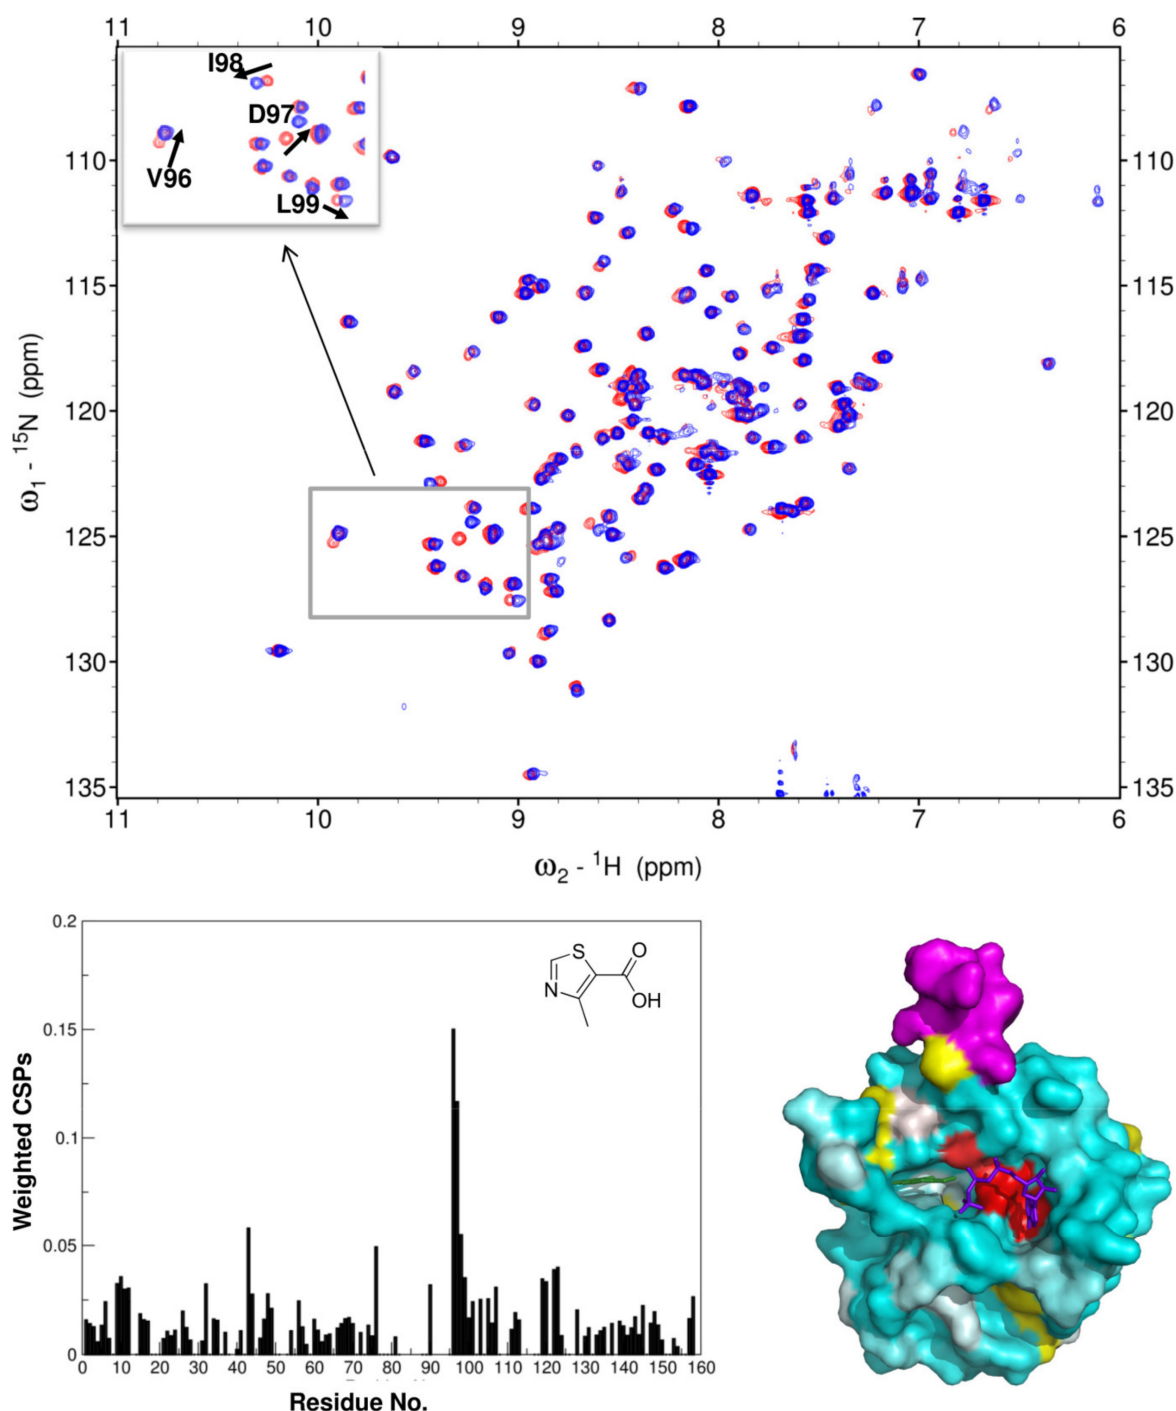 11 10 9 8 7 6
I98
D97
V96
L99
110 110
115 115
120 120
125 125
130 130
135 135
ω1 - 15N (ppm)
11 10 9 8 7 6
ω2 - 1H (ppm)
0.2
0.15
0.1
0.05
0
Weighted CSPs
S
O
N
OH
1 10 20 30 40 50 60 70 80 90 100 110 120 130 140 150 160
Residue No.